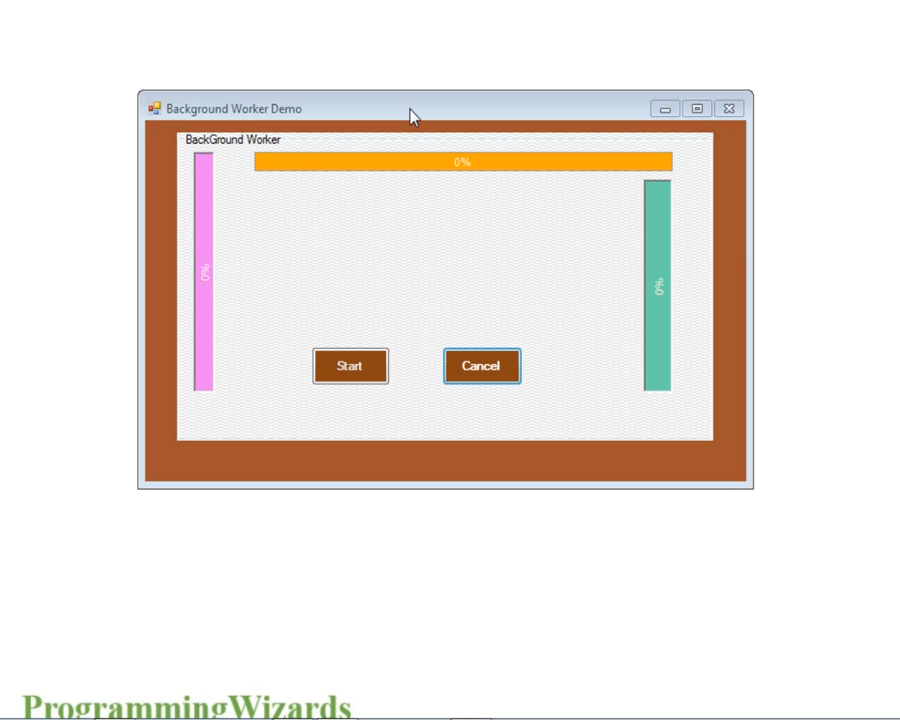 Background Worker Demo
BackGround Worker
0%
0%
0%
Start
Cancel
ProgrammingWizards